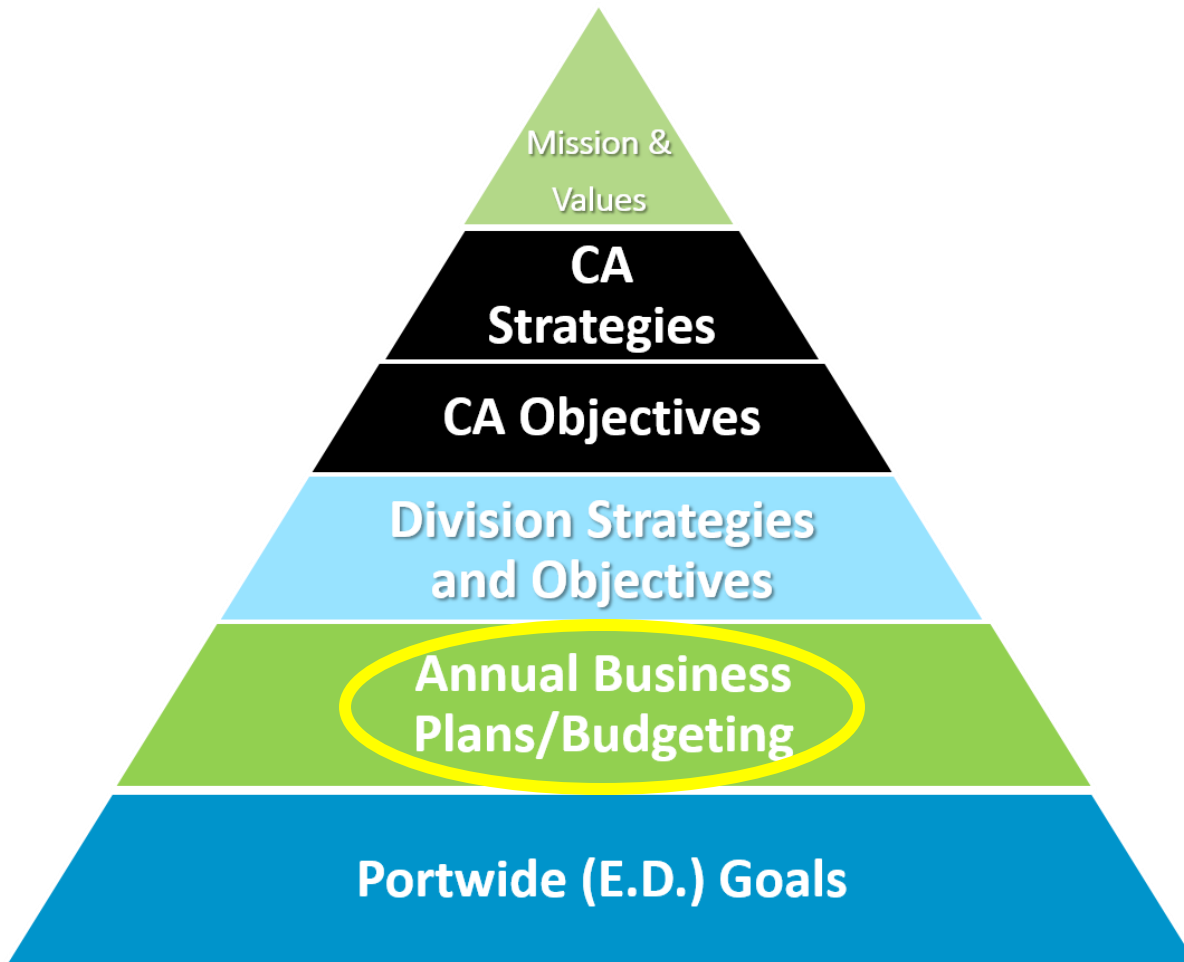 Mission &
Values
CA
Strategies
CA Objectives
Division Strategies
and Objectives
Annual Business
Plans/Budgeting
Portwide (E.D.) Goals